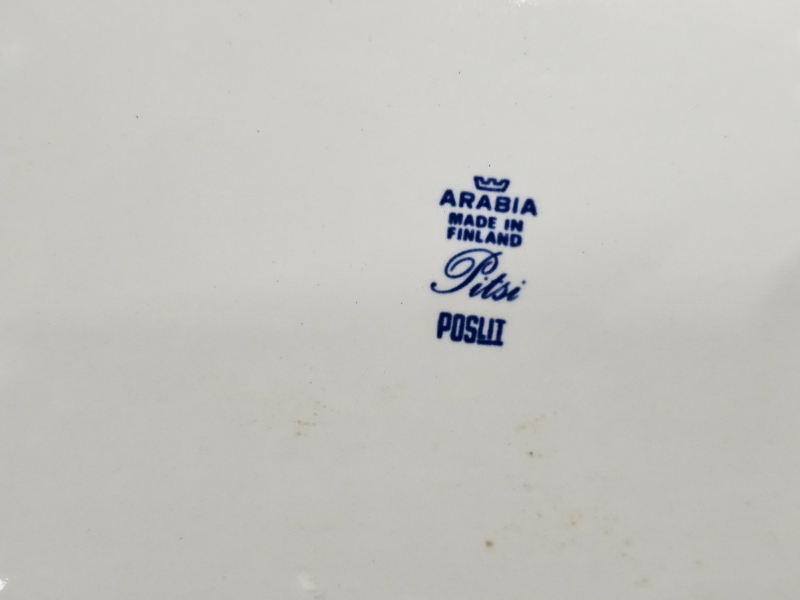 ARABIA
MADE IN
FINLAND
Pitsi
POSLIT